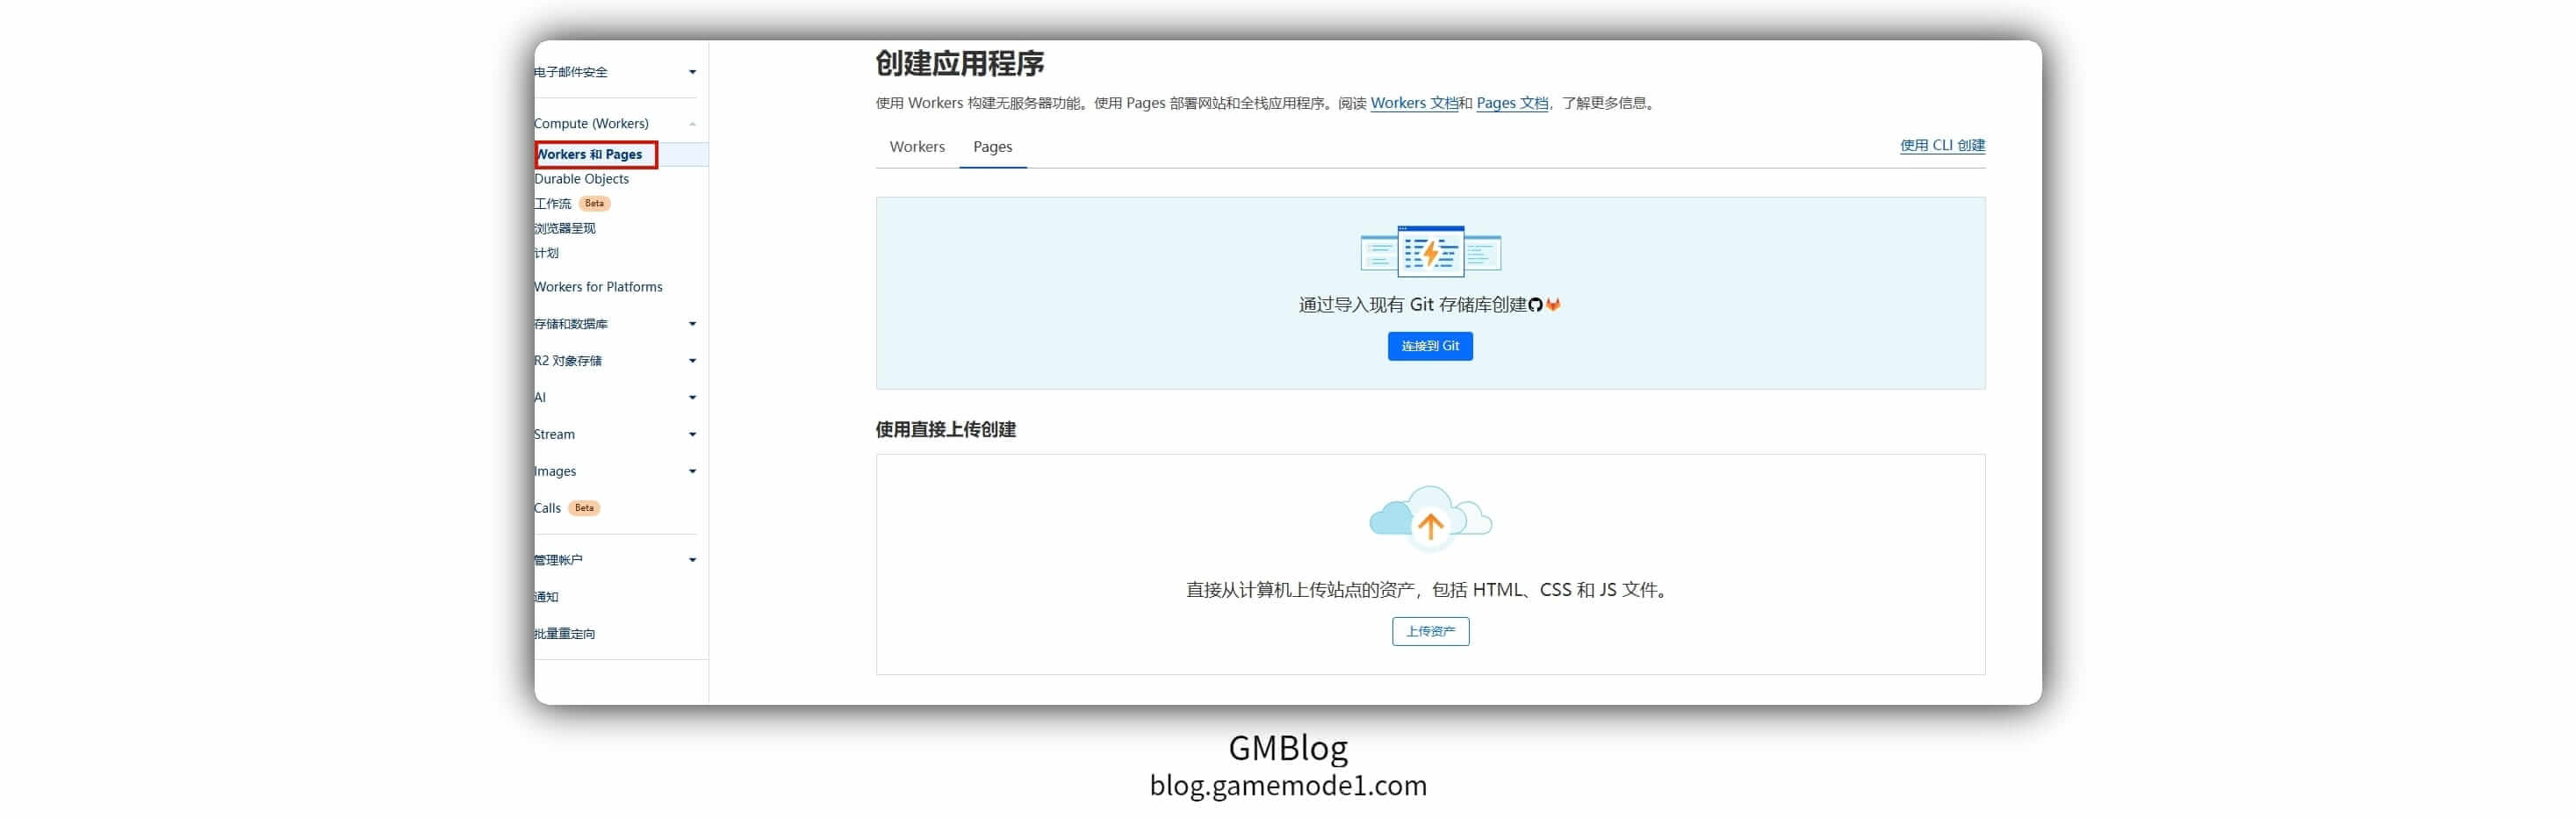 电子邮件安全
Compute (Workers)
Workers 和 Pages
Durable Objects
工作流 Beta
浏览器呈现
计划
Workers for Platforms
存储和数据库
R2 对象存储
AI
Stream
Images
Calls Beta
管理帐户
通知
批量重定向
创建应用程序
使用 Workers 构建无服务器功能。使用 Pages 部署网站和全栈应用程序。阅读 Workers 文档和 Pages 文档，了解更多信息。
Workers Pages
使用 CLI 创建
通过导入现有 Git 存储库创建
连接到 Git
使用直接上传创建
直接从计算机上传站点的资产，包括 HTML、CSS 和 JS 文件。
上传资产
GMBlog
blog.gamemode1.com